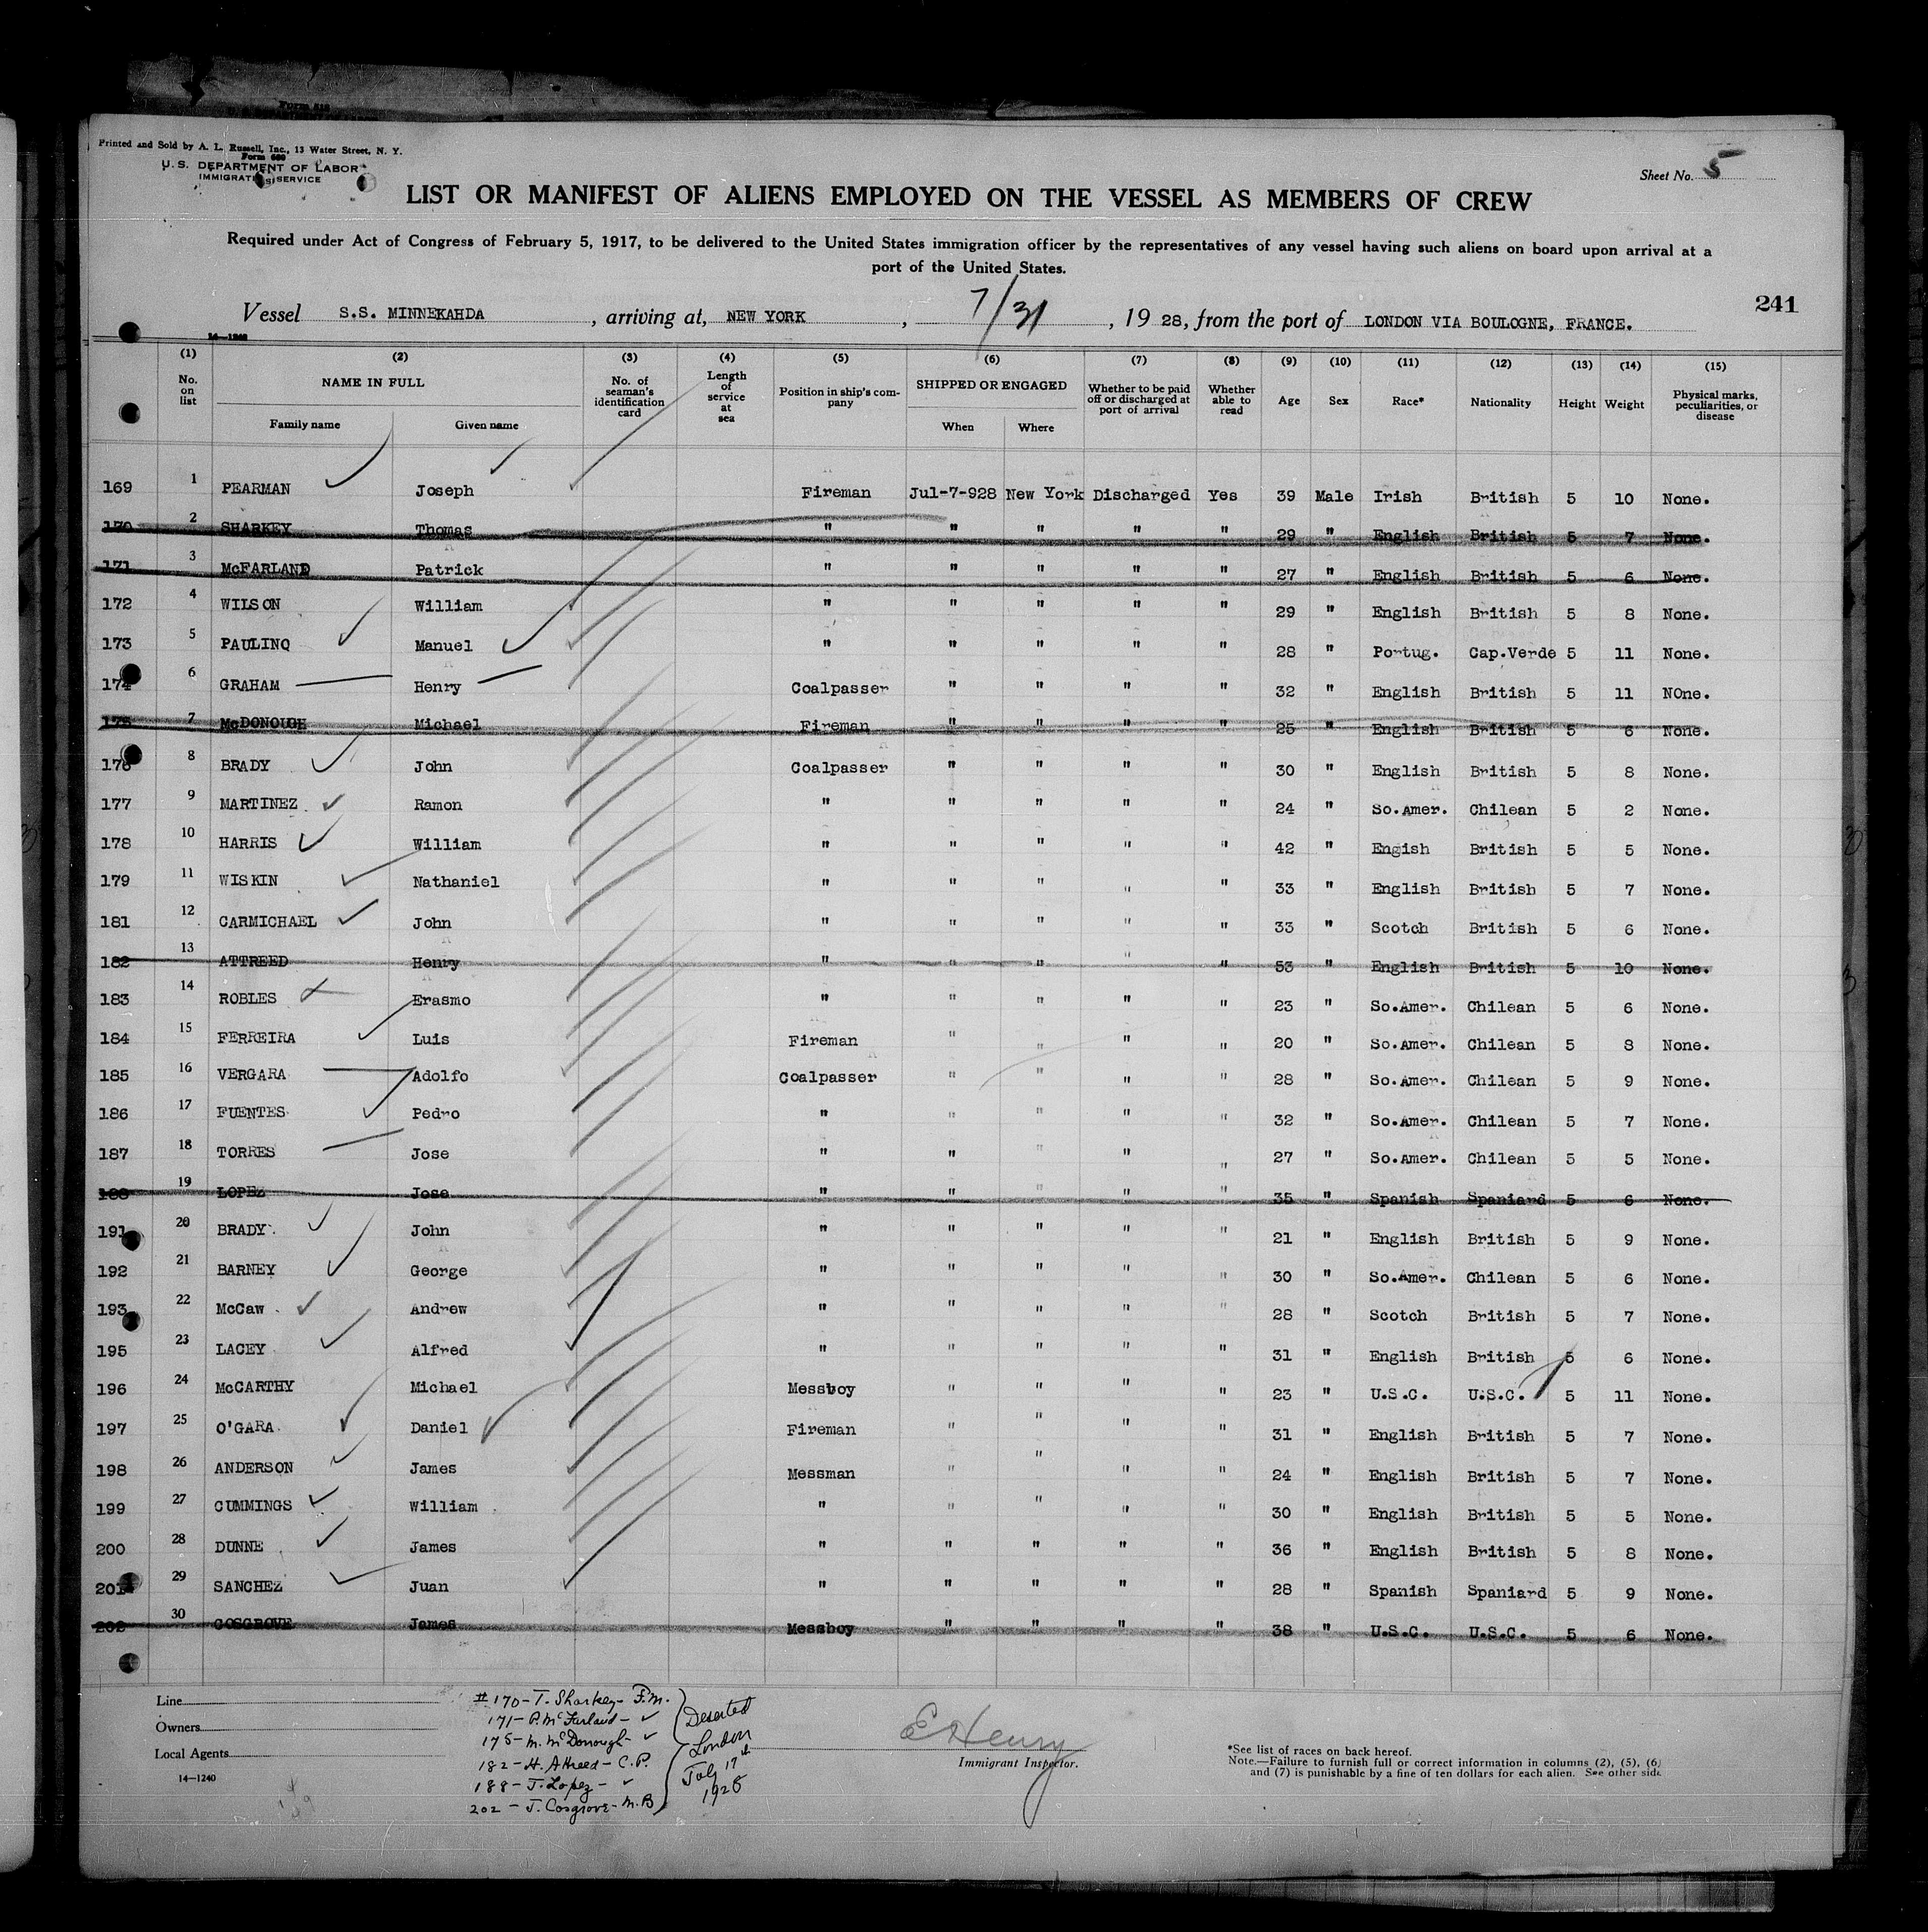 Printed and Sold by A. L. Russell, Inc., 13 Water Street, N. Y.
Form 680
U. S. DEPARTMENT OF LABOR
IMMIGRATION SERVICE
Sheet No. 5
LIST OR MANIFEST OF ALIENS EMPLOYED ON THE VESSEL AS MEMBERS OF CREW
Required under Act of Congress of February 5, 1917, to be delivered to the United States immigration officer by the representatives of any vessel having such aliens on board upon arrival at a
port of the United States.
241
Vessel S.S. MINNEKAHDA, arriving at, NEW YORK, 7/31, 1928, from the port of LONDON VIA BOULOGNE, FRANCE.
14—1240
(1) (2) (3) (4) (5) (6) (7) (8) (9) (10) (11) (12) (13) (14) (15)
No. on list NAME IN FULL Family name Given name No. of seaman's identification card Length of service at sea Position in ship's company SHIPPED OR ENGAGED When Where Whether to be paid off or discharged at port of arrival Whether able to read Age Sex Race* Nationality Height Weight Physical marks, peculiarities, or disease
169 1 PEARMAN Joseph Fireman Jul-7-928 New York Discharged Yes 39 Male Irish British 5 10 None.
170 2 SHARKEY Thomas " " " " " 29 " English British 5 7 None.
171 3 McFARLAND Patrick " " " " " 27 " English British 5 6 None.
172 4 WILSON William " " " " " 29 " English British 5 8 None.
173 5 PAULINO Manuel " " " " " 28 " Portug. Cap.Verde 5 11 None.
174 6 GRAHAM Henry Coalpasser " " " " 32 " English British 5 11 NOne.
175 7 McDONOUGH Michael Fireman " " " " 25 " English British 5 6 None.
176 8 BRADY John Coalpasser " " " " 30 " English British 5 8 None.
177 9 MARTINEZ Ramon " " " " " 24 " So.Amer. Chilean 5 2 None.
178 10 HARRIS William " " " " " 42 " Engish British 5 5 None.
179 11 WISKIN Nathaniel " " " " " 33 " English British 5 7 None.
181 12 CARMICHAEL John " " " " " 33 " Scotch British 5 6 None.
182 13 ATTREED Henry " " " " " 53 " English British 5 10 None.
183 14 ROBLES Erasmo " " " " " 23 " So.Amer. Chilean 5 6 None.
184 15 FERREIRA Luis Fireman " " " " 20 " So.Amer. Chilean 5 8 None.
185 16 VERGARA Adolfo Coalpasser " " " " 28 " So.Amer. Chilean 5 9 None.
186 17 FUENTES Pedro " " " " " 32 " So.Amer. Chilean 5 7 None.
187 18 TORRES Jose " " " " " 27 " So.Amer. Chilean 5 5 None.
188 19 LOPEZ Jose " " " " " 35 " Spanish Spaniard 5 6 None.
191 20 BRADY John " " " " " 21 " English British 5 9 None.
192 21 BARNEY George " " " " " 30 " So.Amer. Chilean 5 6 None.
193 22 McCaw Andrew " " " " " 28 " Scotch British 5 7 None.
195 23 LACEY Alfred " " " " " 31 " English British 5 6 None.
196 24 McCARTHY Michael Messboy " " " " 23 " U.S.C. U.S.C. 5 11 None.
197 25 O'GARA Daniel Fireman " " " " 31 " English British 5 7 None.
198 26 ANDERSON James Messman " " " " 24 " English British 5 7 None.
199 27 CUMMINGS William " " " " " 30 " English British 5 5 None.
200 28 DUNNE James " " " " " 36 " English British 5 8 None.
201 29 SANCHEZ Juan " " " " " 28 " Spanish Spaniard 5 9 None.
202 30 COSGROVE James Messboy " " " " 38 " U.S.C. U.S.C. 5 6 None.
Line
Owners
Local Agents
14—1240
# 170 – T. Sharkey – F.M.
171 – P. McFarland – ✓
175 – M. McDonough – ✓
182 – H. Attreed – C. P.
188 – J. Lopez – ✓
202 – J. Cosgrove – M. B
Deserted
London
July 17th
1928
E Henry
Immigrant Inspector.
*See list of races on back hereof.
Note.—Failure to furnish full or correct information in columns (2), (5), (6)
and (7) is punishable by a fine of ten dollars for each alien. See other side